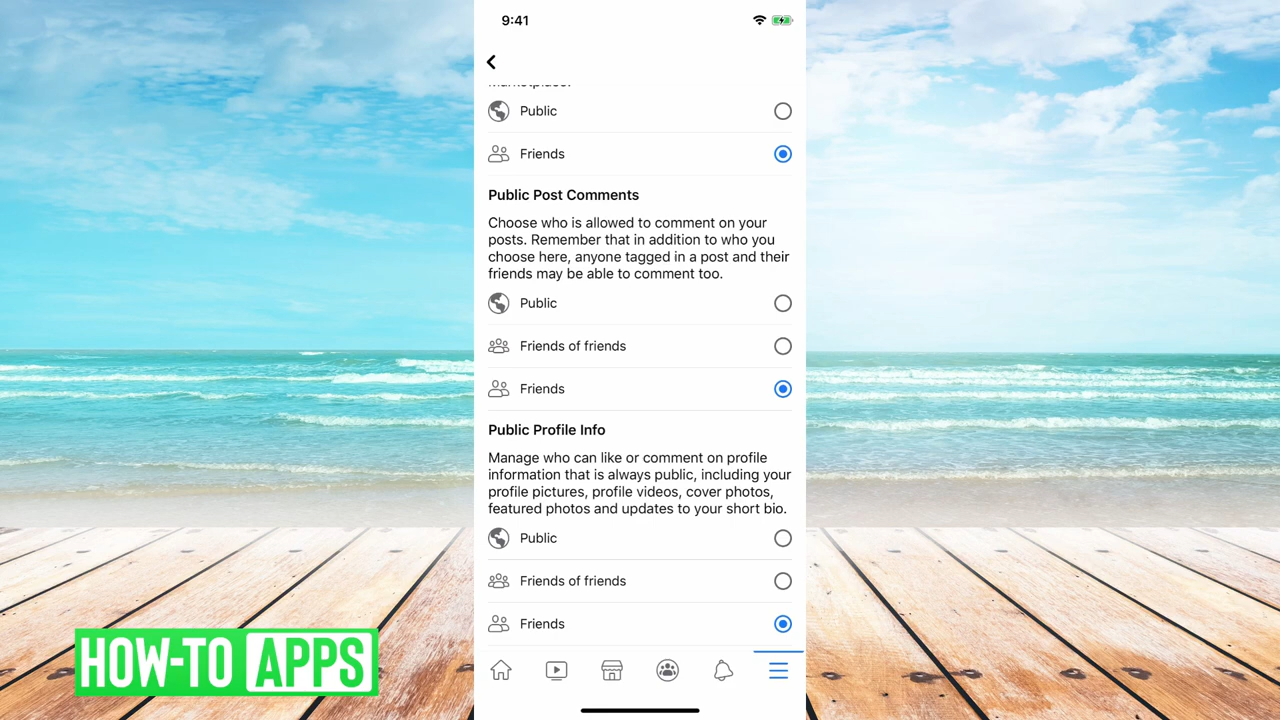 9:41
Public
Friends
Public Post Comments
Choose who is allowed to comment on your
posts. Remember that in addition to who you
choose here, anyone tagged in a post and their
friends may be able to comment too.
Public
Friends of friends
Friends
Public Profile Info
Manage who can like or comment on profile
information that is always public, including your
profile pictures, profile videos, cover photos,
featured photos and updates to your short bio.
Public
Friends of friends
Friends
HOW-TO APPS